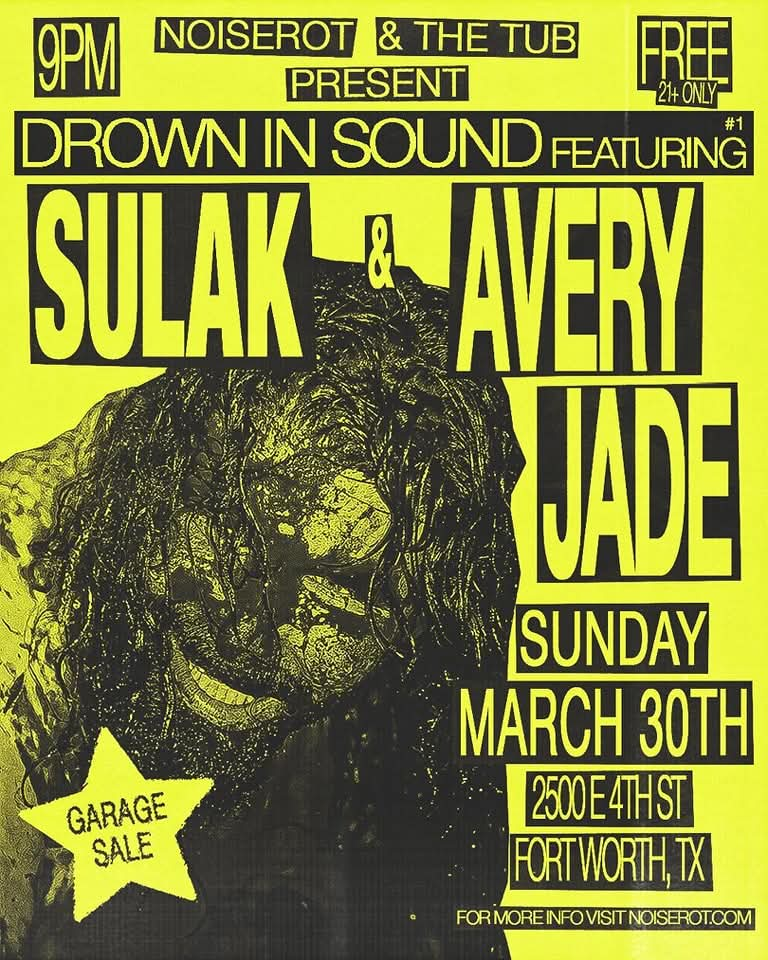 9PM
NOISEROT & THE TUB
PRESENT
FREE
21+ ONLY
DROWN IN SOUND FEATURING #1
SULAK & AVERY
JADE
SUNDAY
MARCH 30TH
2500 E 4TH ST
FORT WORTH, TX
GARAGE
SALE
FOR MORE INFO VISIT NOISEROT.COM